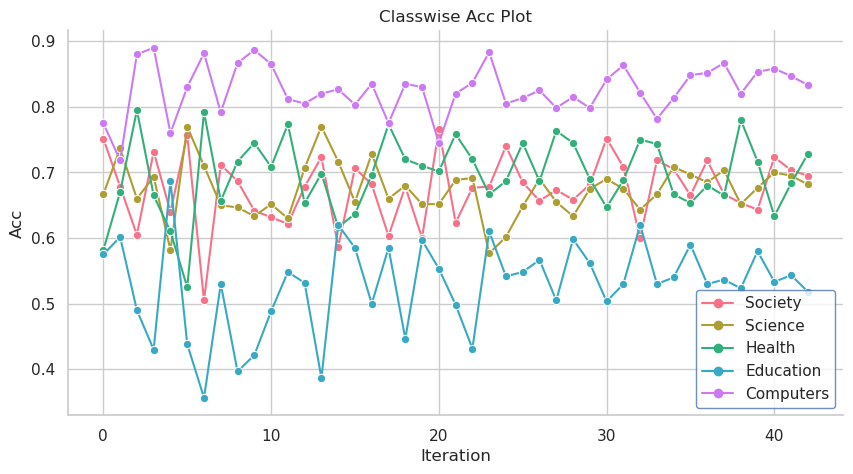 Classwise Acc Plot
0.9
0.8
0.7
0.6
0.5
0.4
Acc
0 10 20 30 40
Iteration
Society
Science
Health
Education
Computers